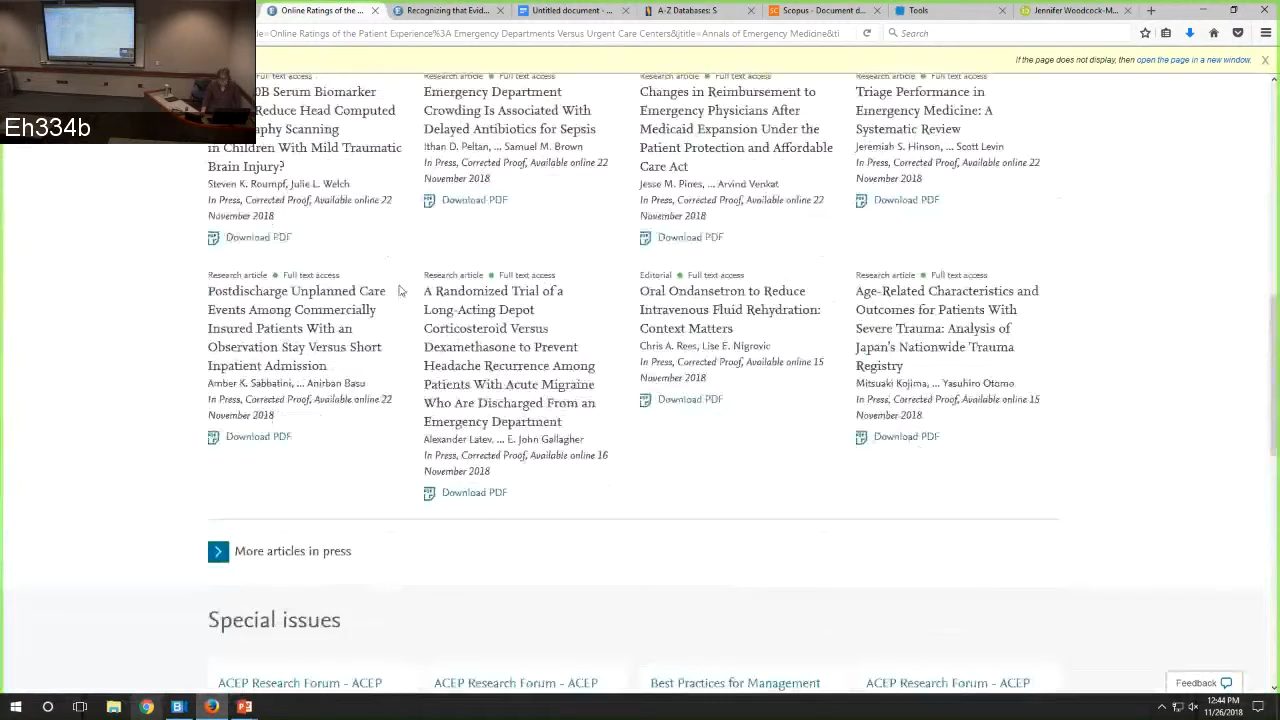 Online Ratings of the Patient
Recognizing that Evid...
Untitled document -
A-Z Databases: S
Scopus - Document d
Tools
Jennifer Woodcock-M...
tle=Online Ratings of the Patient Experience%3A Emergency Departments Versus Urgent Care Centers&jtitle=Annals of Emergency Medicine&ti
Search
If the page does not display, then open the page in a new window. X
Eh334b
Full text access
0B Serum Biomarker
Reduce Head Computed
aphy Scanning
in Children With Mild Traumatic
Brain Injury?
Steven K. Roumpf, Julie L. Welch
In Press, Corrected Proof, Available online 22
November 2018
Download PDF
Research article Full text access
Emergency Department
Crowding Is Associated With
Delayed Antibiotics for Sepsis
Ithan D. Peltan, ... Samuel M. Brown
In Press, Corrected Proof, Available online 22
November 2018
Download PDF
Research article Full text access
Changes in Reimbursement to
Emergency Physicians After
Medicaid Expansion Under the
Patient Protection and Affordable
Care Act
Jesse M. Pines, ... Arvind Venkat
In Press, Corrected Proof, Available online 22
November 2018
Download PDF
Research article Full text access
Triage Performance in
Emergency Medicine: A
Systematic Review
Jeremiah S. Hinson, ... Scott Levin
In Press, Corrected Proof, Available online 22
November 2018
Download PDF
Research article Full text access
Postdischarge Unplanned Care
Events Among Commercially
Insured Patients With an
Observation Stay Versus Short
Inpatient Admission
Amber K. Sabbatini, ... Anirban Basu
In Press, Corrected Proof, Available online 22
November 2018
Download PDF
Research article Full text access
A Randomized Trial of a
Long-Acting Depot
Corticosteroid Versus
Dexamethasone to Prevent
Headache Recurrence Among
Patients With Acute Migraine
Who Are Discharged From an
Emergency Department
Alexander Latev, ... E. John Gallagher
In Press, Corrected Proof, Available online 16
November 2018
Download PDF
Editorial Full text access
Oral Ondansetron to Reduce
Intravenous Fluid Rehydration:
Context Matters
Chris A. Rees, Lise E. Nigrovic
In Press, Corrected Proof, Available online 15
November 2018
Download PDF
Research article Full text access
Age-Related Characteristics and
Outcomes for Patients With
Severe Trauma: Analysis of
Japan's Nationwide Trauma
Registry
Mitsuaki Kojima, ... Yasuhiro Otomo
In Press, Corrected Proof, Available online 15
November 2018
Download PDF
More articles in press
Special issues
ACEP Research Forum - ACEP
ACEP Research Forum - ACEP
Best Practices for Management
ACEP Research Forum - ACEP
Feedback
12:44 PM
11/26/2018